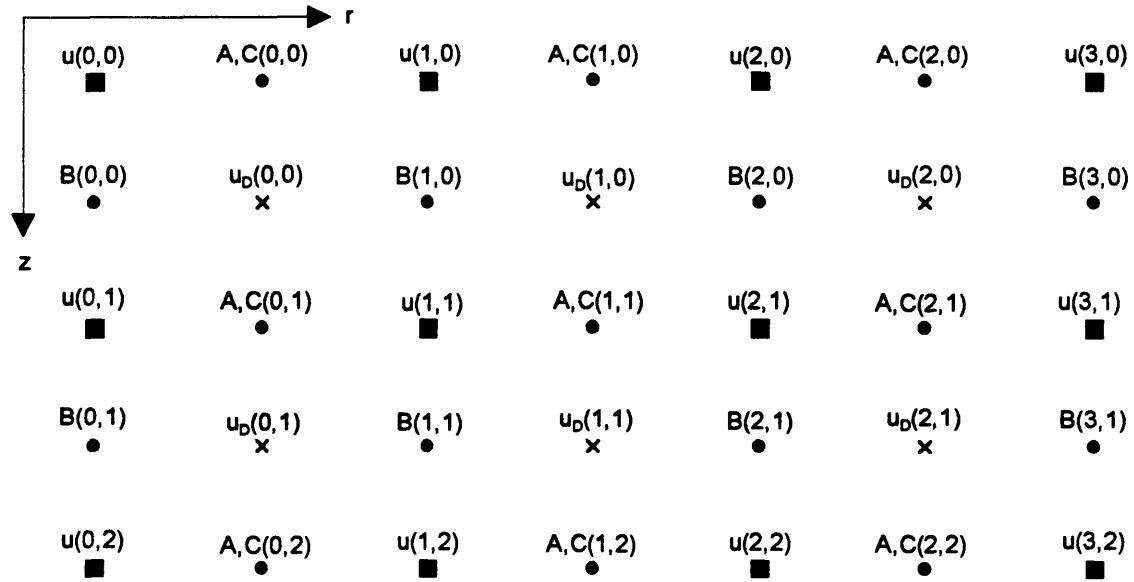 r
u(0,0) A,C(0,0) u(1,0) A,C(1,0) u(2,0) A,C(2,0) u(3,0)
B(0,0) u_D(0,0) B(1,0) u_D(1,0) B(2,0) u_D(2,0) B(3,0)
z
u(0,1) A,C(0,1) u(1,1) A,C(1,1) u(2,1) A,C(2,1) u(3,1)
B(0,1) u_D(0,1) B(1,1) u_D(1,1) B(2,1) u_D(2,1) B(3,1)
u(0,2) A,C(0,2) u(1,2) A,C(1,2) u(2,2) A,C(2,2) u(3,2)